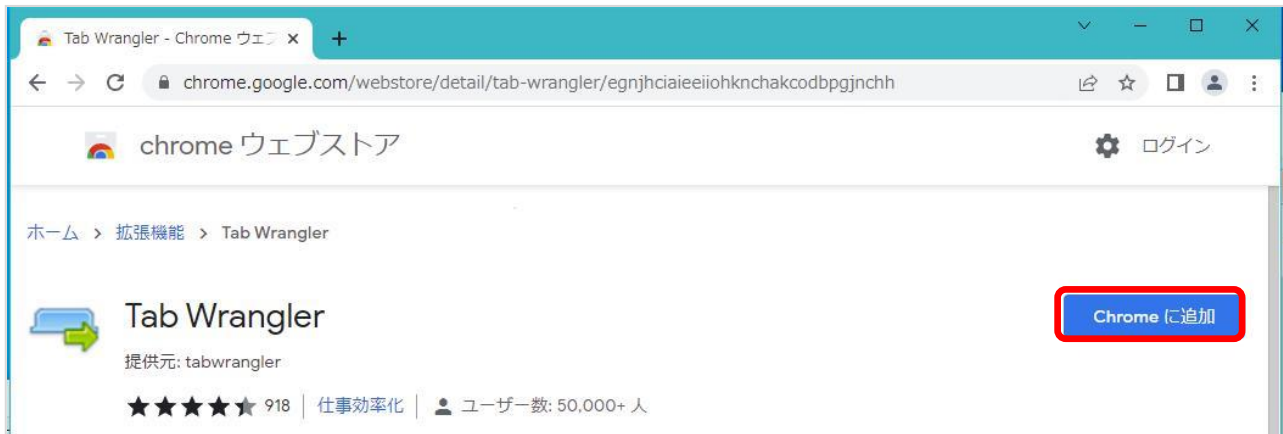 Tab Wrangler - Chrome ウェブ
chrome.google.com/webstore/detail/tab-wrangler/egnjhciaieeiiohknchakcodbpgjnchh
chrome ウェブストア
ログイン
ホーム > 拡張機能 > Tab Wrangler
Tab Wrangler
Chrome に追加
提供元: tabwrangler
918 | 仕事効率化 | ユーザー数: 50,000+ 人